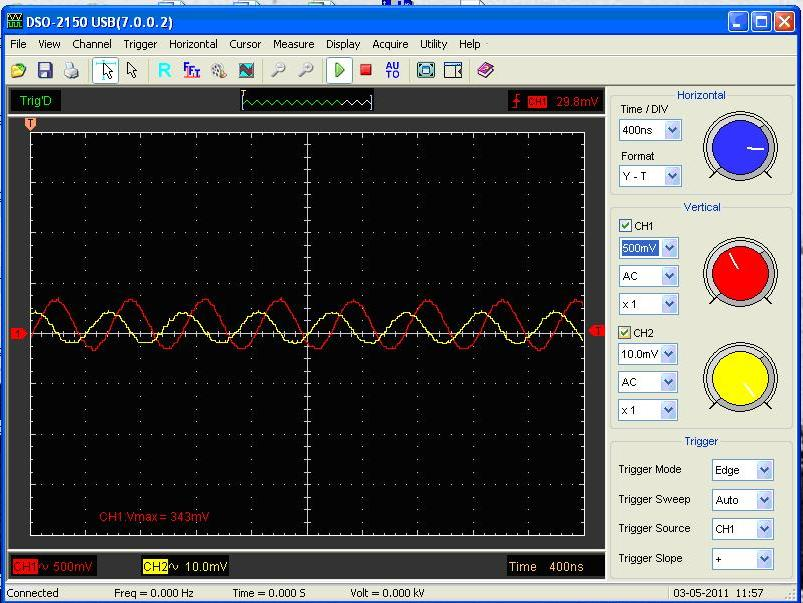 DSO-2150 USB(7.0.0.2)
File View Channel Trigger Horizontal Cursor Measure Display Acquire Utility Help
R FFT AU TO
Trig'D
T
CH1 29.8mV
T
1
T
CH1,Vmax = 343mV
CH1~ 500mV
CH2~ 10.0mV
Time 400ns
Horizontal
Time / DIV
400ns
Format
Y - T
Vertical
CH1
500mV
AC
x 1
CH2
10.0mV
AC
x 1
Trigger
Trigger Mode Edge
Trigger Sweep Auto
Trigger Source CH1
Trigger Slope +
Connected Freq = 0.000 Hz Time = 0.000 S Volt = 0.000 kV 03-05-2011 11:57